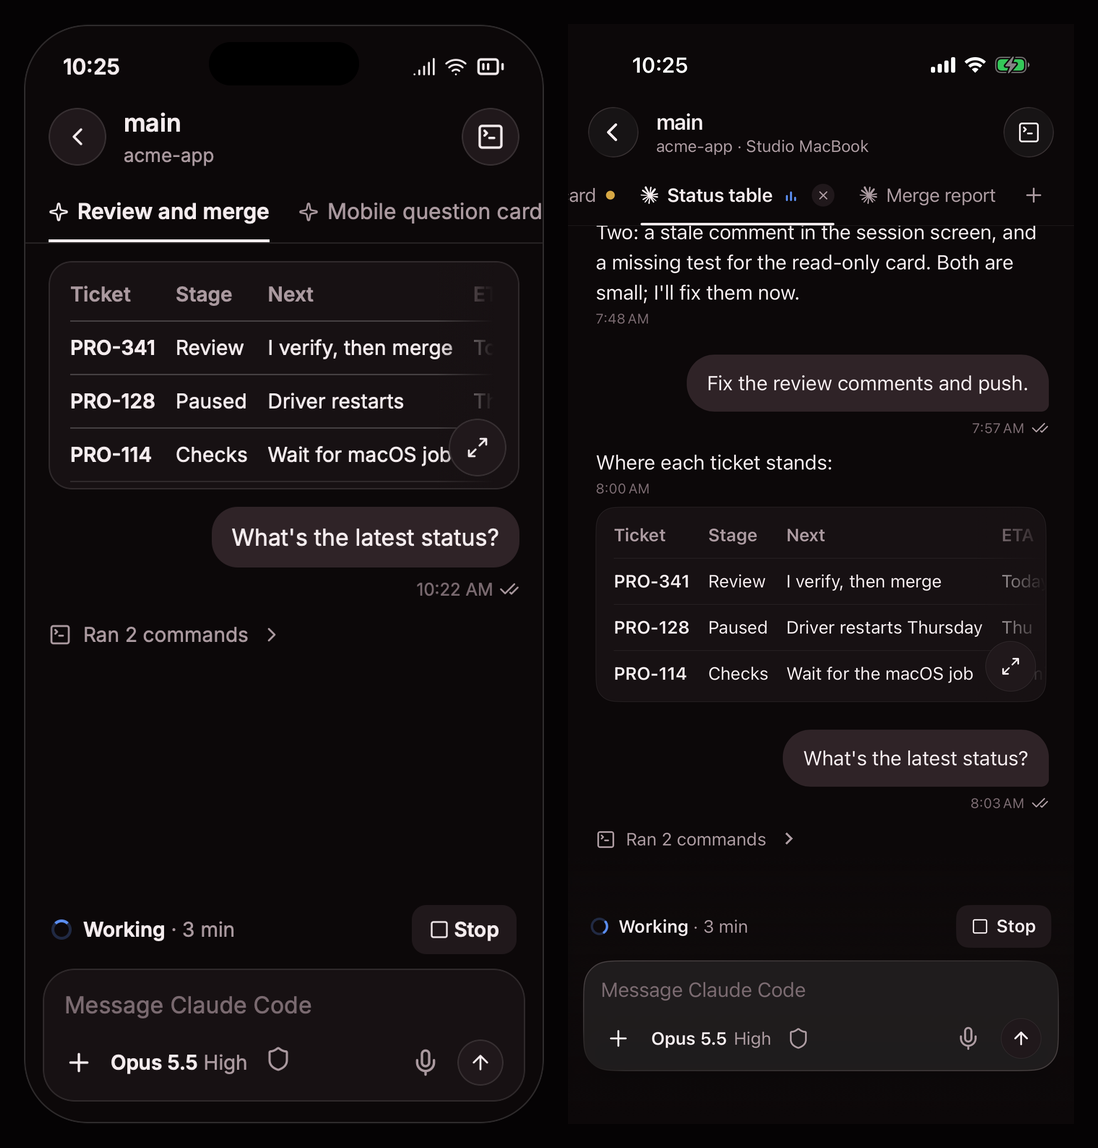 10:25
main
acme-app
Review and merge
Mobile question card
Ticket Stage Next
PRO-341 Review I verify, then merge
PRO-128 Paused Driver restarts
PRO-114 Checks Wait for macOS job
What's the latest status?
10:22 AM
Ran 2 commands
Working · 3 min
Stop
Message Claude Code
Opus 5.5 High
10:25
main
acme-app · Studio MacBook
ard
Status table
Merge report
Two: a stale comment in the session screen, and
a missing test for the read-only card. Both are
small; I'll fix them now.
7:48 AM
Fix the review comments and push.
7:57 AM
Where each ticket stands:
8:00 AM
Ticket Stage Next ETA
PRO-341 Review I verify, then merge Toda
PRO-128 Paused Driver restarts Thursday Thu
PRO-114 Checks Wait for the macOS job
What's the latest status?
8:03 AM
Ran 2 commands
Working · 3 min
Stop
Message Claude Code
Opus 5.5 High